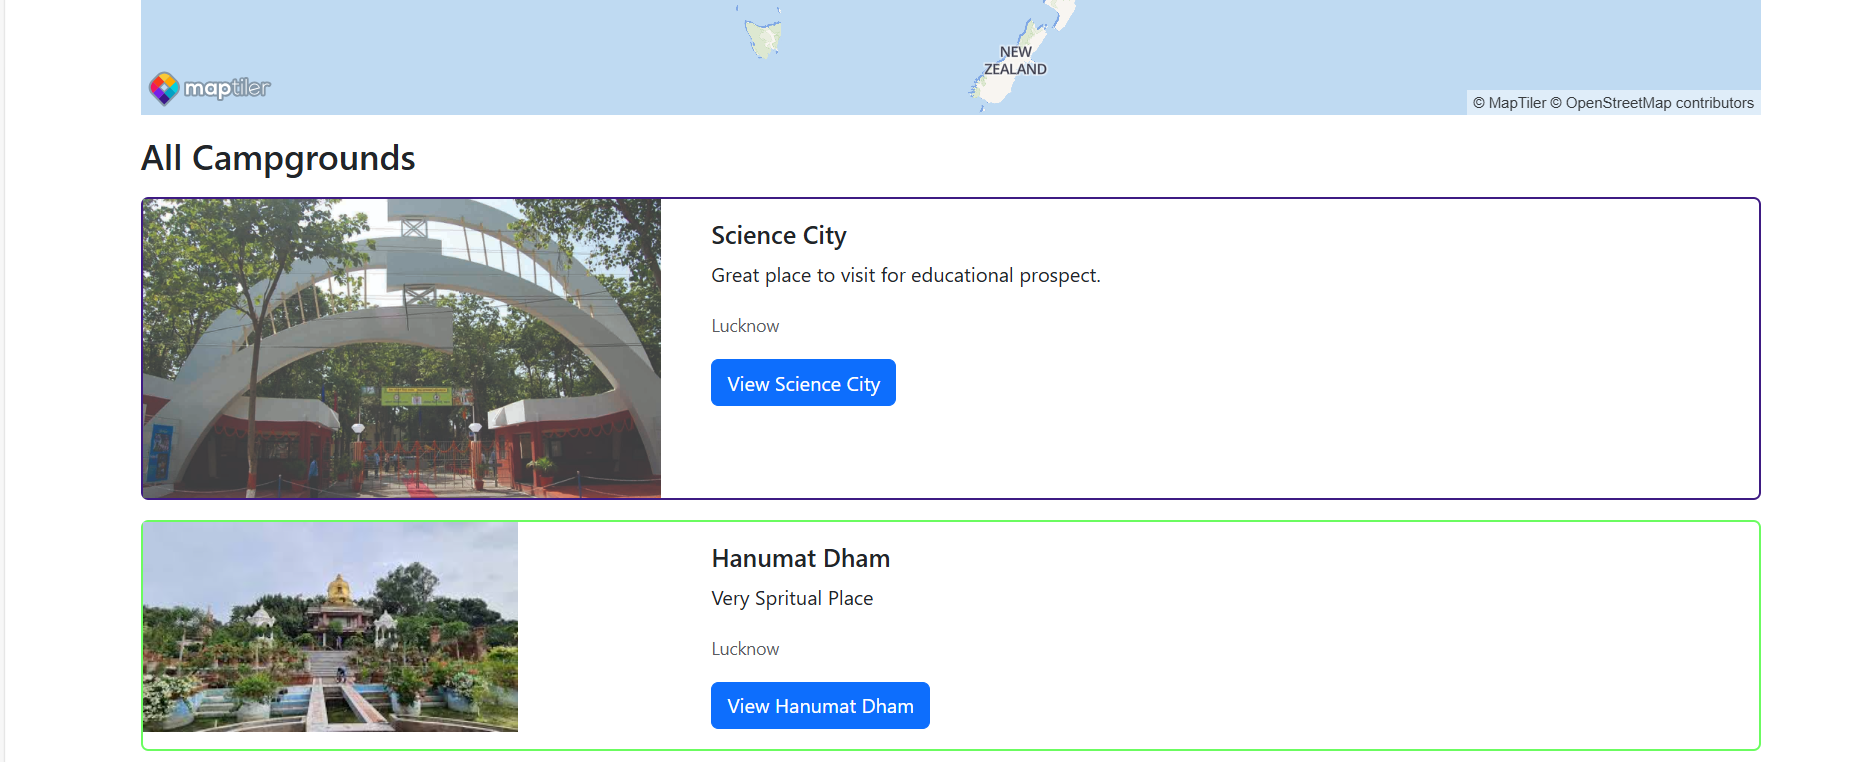 NEW
ZEALAND
maptiler
© MapTiler © OpenStreetMap contributors
All Campgrounds
Science City
Great place to visit for educational prospect.
Lucknow
View Science City
Hanumat Dham
Very Spritual Place
Lucknow
View Hanumat Dham